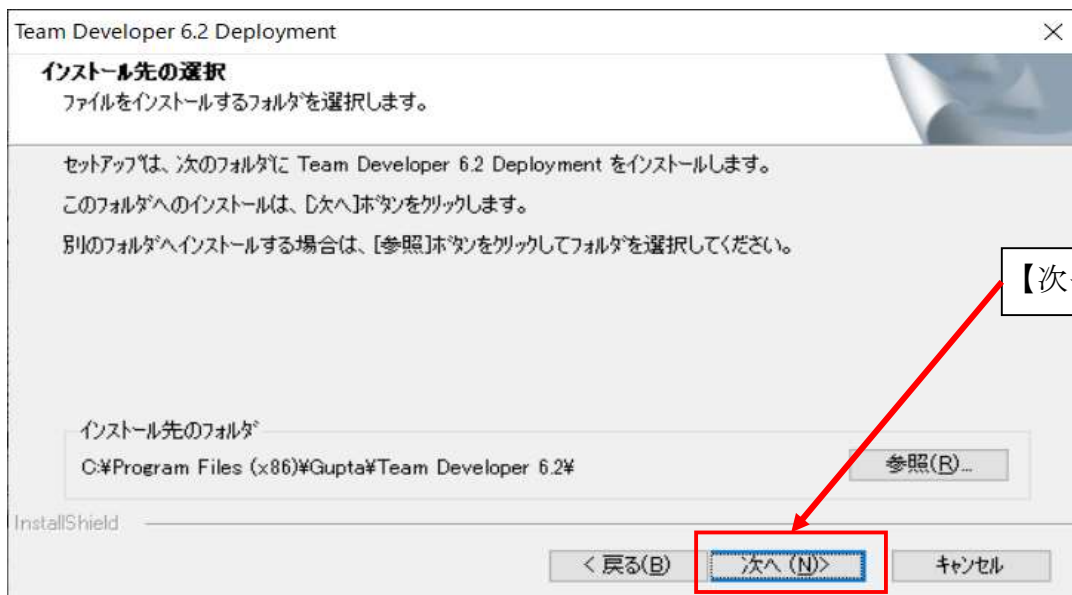 Team Developer 6.2 Deployment
インストール先の選択
ファイルをインストールするフォルダを選択します。
セットアップは、次のフォルダに Team Developer 6.2 Deployment をインストールします。
このフォルダへのインストールは、[次へ]ボタンをクリックします。
別のフォルダへインストールする場合は、[参照]ボタンをクリックしてフォルダを選択してください。
【次
インストール先のフォルダ
C:¥Program Files (x86)¥Gupta¥Team Developer 6.2¥
参照(R)...
InstallShield
< 戻る(B)
次へ (N)>
キャンセル